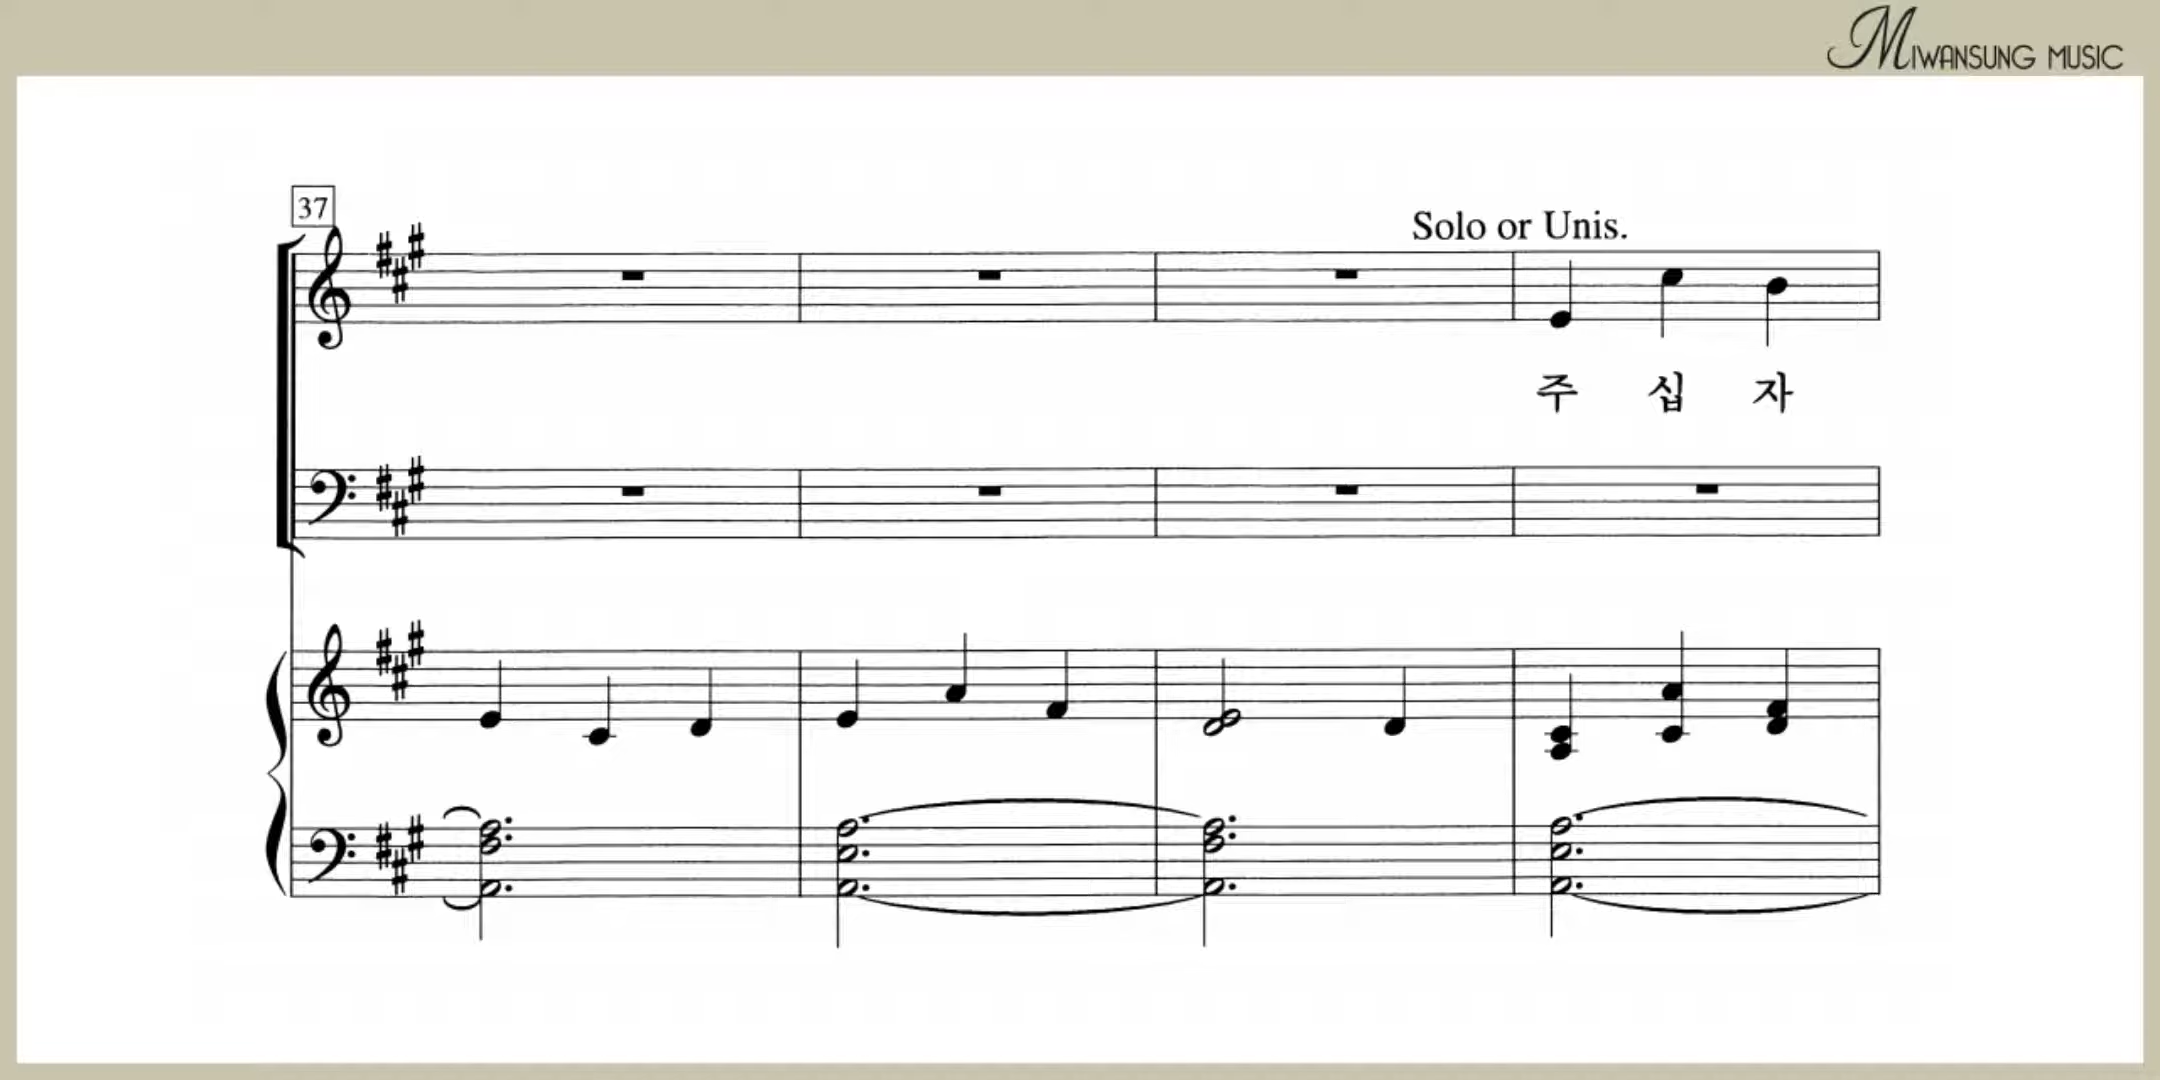 MIWANSUNG MUSIC
37
Solo or Unis.
주 십 자